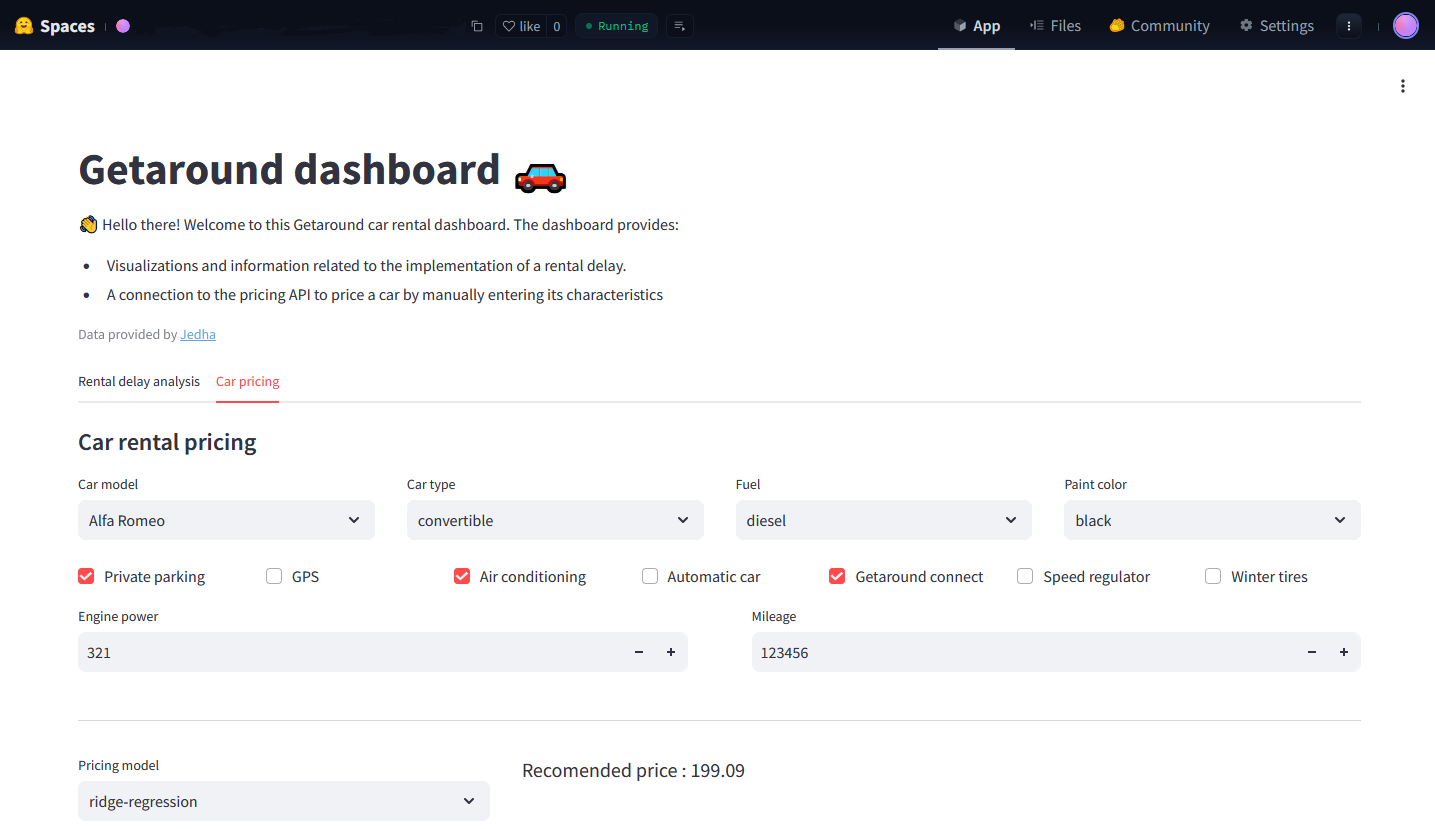 Spaces
like 0 Running App Files Community Settings
Getaround dashboard
Hello there! Welcome to this Getaround car rental dashboard. The dashboard provides:
Visualizations and information related to the implementation of a rental delay.
A connection to the pricing API to price a car by manually entering its characteristics
Data provided by Jedha
Rental delay analysis Car pricing
Car rental pricing
Car model Car type Fuel Paint color
Alfa Romeo convertible diesel black
Private parking GPS Air conditioning Automatic car Getaround connect Speed regulator Winter tires
Engine power Mileage
321 123456
Pricing model Recomended price : 199.09
ridge-regression